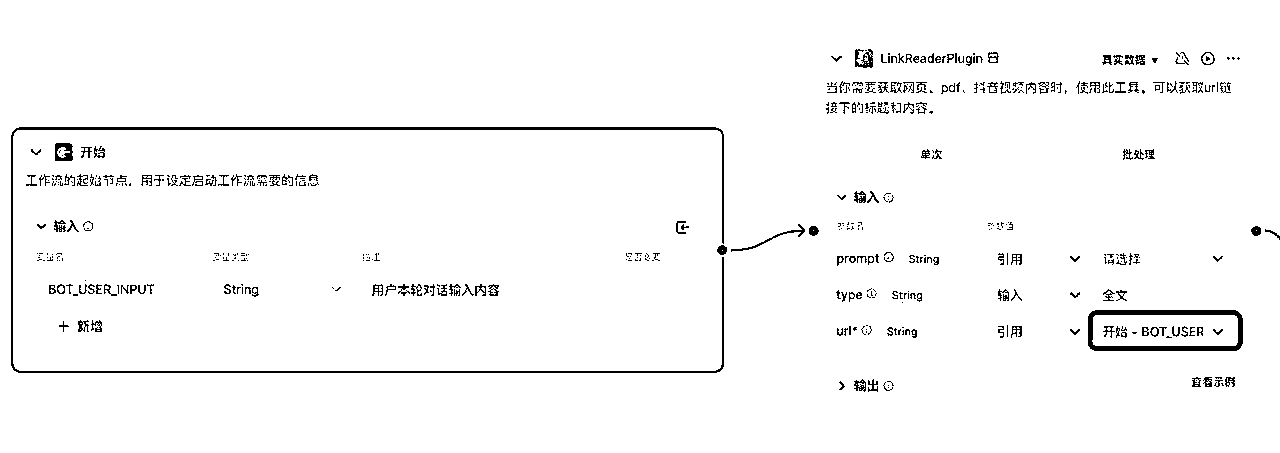 开始
工作流的起始节点，用于设定启动工作流需要的信息
输入
变量名 变量类型 描述 是否必要
BOT_USER_INPUT String 用户本轮对话输入内容
+ 新增
LinkReaderPlugin 真实数据
当你需要获取网页、pdf、抖音视频内容时，使用此工具。可以获取url链
接下的标题和内容。
单次 批处理
输入
参数名 参数值
prompt String 引用 请选择
type String 输入 全文
url* String 引用 开始 - BOT_USER
输出 查看示例